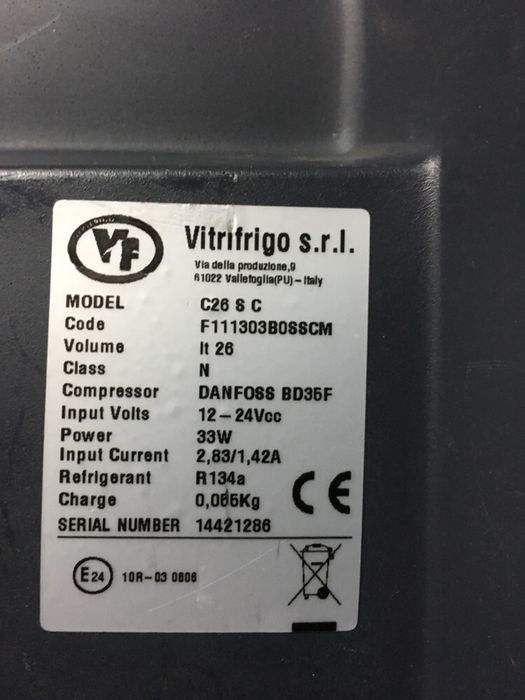 VF
Vitrifrigo s.r.l.
Via della produzione,9
61022 Vallefoglia(PU) – Italy
MODEL C26 S C
Code F111303B0SSCM
Volume lt 26
Class N
Compressor DANFOSS BD35F
Input Volts 12 – 24Vcc
Power 33W
Input Current 2,83/1,42A
Refrigerant R134a
Charge 0,065Kg
CE
SERIAL NUMBER 14421286
E24 10R – 03 0806